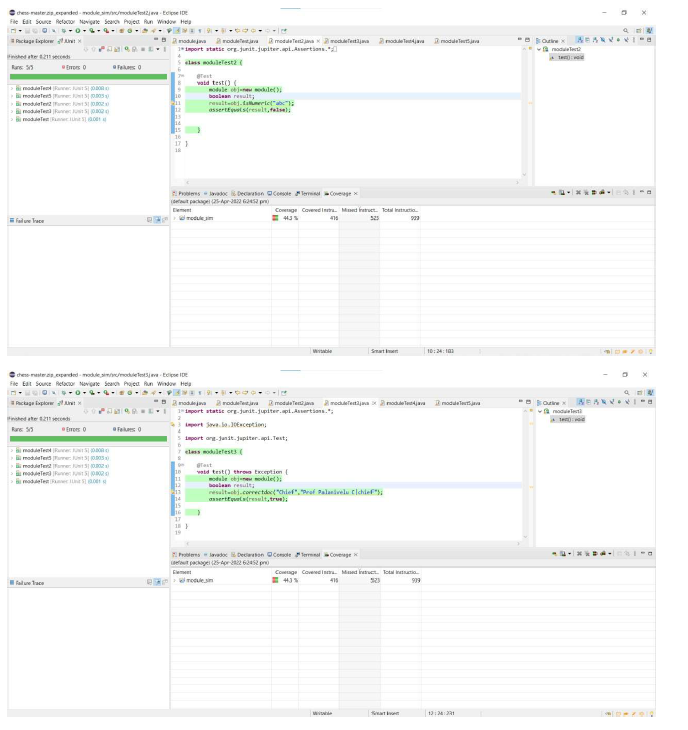 chess-master.zip_expanded - module_sim/src/moduleTest2.java - Eclipse IDE
File Edit Source Refactor Navigate Search Project Run Window Help
Package Explorer JUnit ×
Finished after 0.211 seconds
Runs: 5/5 Errors: 0 Failures: 0
moduleTest4 [Runner: JUnit 5] (0.008 s)
moduleTest5 [Runner: JUnit 5] (0.003 s)
moduleTest2 [Runner: JUnit 5] (0.002 s)
moduleTest3 [Runner: JUnit 5] (0.002 s)
moduleTest [Runner: JUnit 5] (0.001 s)
Failure Trace
module.java moduleTest.java moduleTest2.java × moduleTest3.java moduleTest4.java moduleTest5.java
1 import static org.junit.jupiter.api.Assertions.*;
4
5 class moduleTest2 {
6
7 @Test
8 void test() {
9 module obj=new module();
10 boolean result;
11 result=obj.isNumeric("abc");
12 assertEquals(result,false);
15 }
16
17 }
18
Problems Javadoc Declaration Console Terminal Coverage ×
(default package) (25-Apr-2022 6:24:52 pm)
Element Coverage Covered Instru... Missed Instruct... Total Instructio...
module_sim 44.3 % 416 523 939
Outline ×
moduleTest2
test() : void
Writable Smart Insert 10 : 24 : 183
chess-master.zip_expanded - module_sim/src/moduleTest3.java - Eclipse IDE
File Edit Source Refactor Navigate Search Project Run Window Help
Package Explorer JUnit ×
Finished after 0.211 seconds
Runs: 5/5 Errors: 0 Failures: 0
moduleTest4 [Runner: JUnit 5] (0.008 s)
moduleTest5 [Runner: JUnit 5] (0.003 s)
moduleTest2 [Runner: JUnit 5] (0.002 s)
moduleTest3 [Runner: JUnit 5] (0.002 s)
moduleTest [Runner: JUnit 5] (0.001 s)
Failure Trace
module.java moduleTest.java moduleTest2.java moduleTest3.java × moduleTest4.java moduleTest5.java
1 import static org.junit.jupiter.api.Assertions.*;
2
3 import java.io.IOException;
4
5 import org.junit.jupiter.api.Test;
6
7 class moduleTest3 {
8
9 @Test
10 void test() throws Exception {
11 module obj=new module();
12 boolean result;
13 result=obj.correctdoc("Chief","Prof Palanivelu C|chief");
14 assertEquals(result,true);
15
16 }
17
18 }
19
Problems Javadoc Declaration Console Terminal Coverage ×
(default package) (25-Apr-2022 6:24:52 pm)
Element Coverage Covered Instru... Missed Instruct... Total Instructio...
module_sim 44.3 % 416 523 939
Outline ×
moduleTest3
test() : void
Writable Smart Insert 12 : 24 : 231